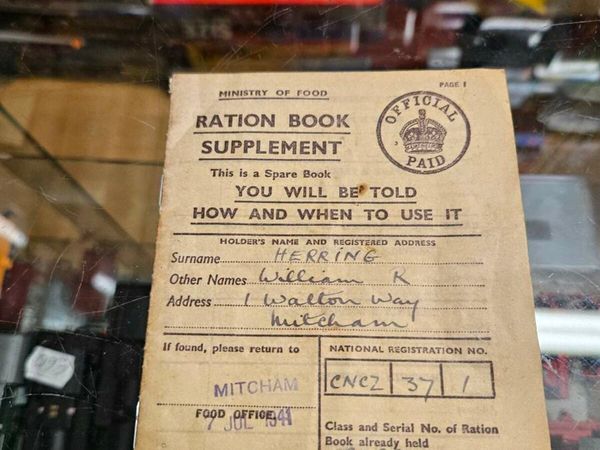 MINISTRY OF FOOD
PAGE 1
RATION BOOK
SUPPLEMENT
OFFICIAL
PAID
This is a Spare Book
YOU WILL BE TOLD
HOW AND WHEN TO USE IT
HOLDER'S NAME AND REGISTERED ADDRESS
Surname HERRING
Other Names William R
Address 1 Walton Way
Mitcham
If found, please return to
MITCHAM
FOOD OFFICE.
7 JUL 1941
NATIONAL REGISTRATION NO.
CNCZ 37 1
Class and Serial No. of Ration
Book already held